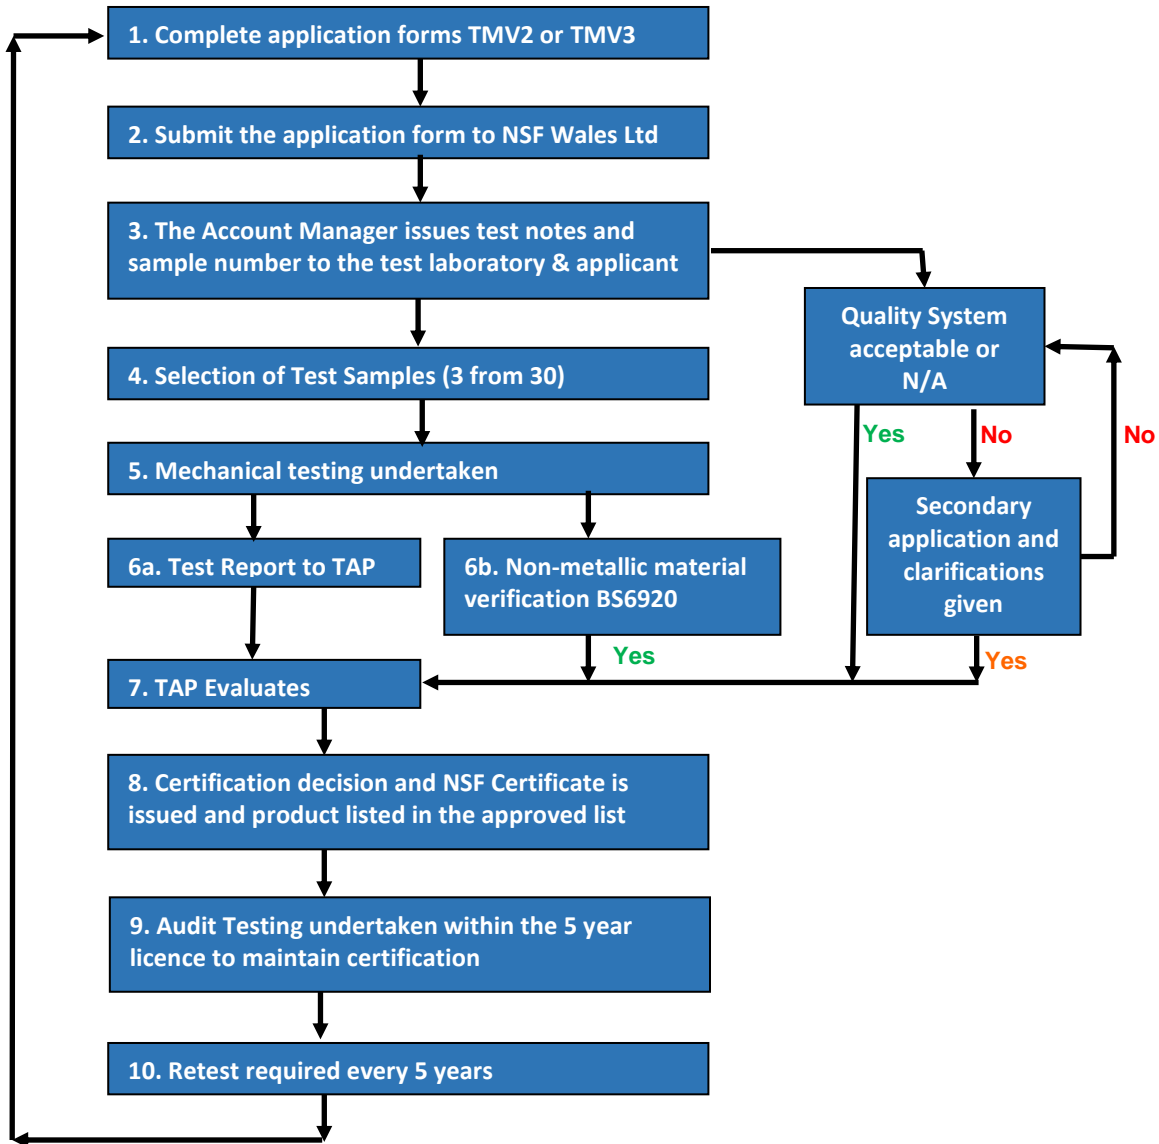 1. Complete application forms TMV2 or TMV3
2. Submit the application form to NSF Wales Ltd
3. The Account Manager issues test notes and
sample number to the test laboratory & applicant
Quality System
acceptable or
N/A
4. Selection of Test Samples (3 from 30)
Yes
No
No
5. Mechanical testing undertaken
Secondary
application and
clarifications
given
6a. Test Report to TAP
6b. Non-metallic material
verification BS6920
Yes
Yes
7. TAP Evaluates
8. Certification decision and NSF Certificate is
issued and product listed in the approved list
9. Audit Testing undertaken within the 5 year
licence to maintain certification
10. Retest required every 5 years